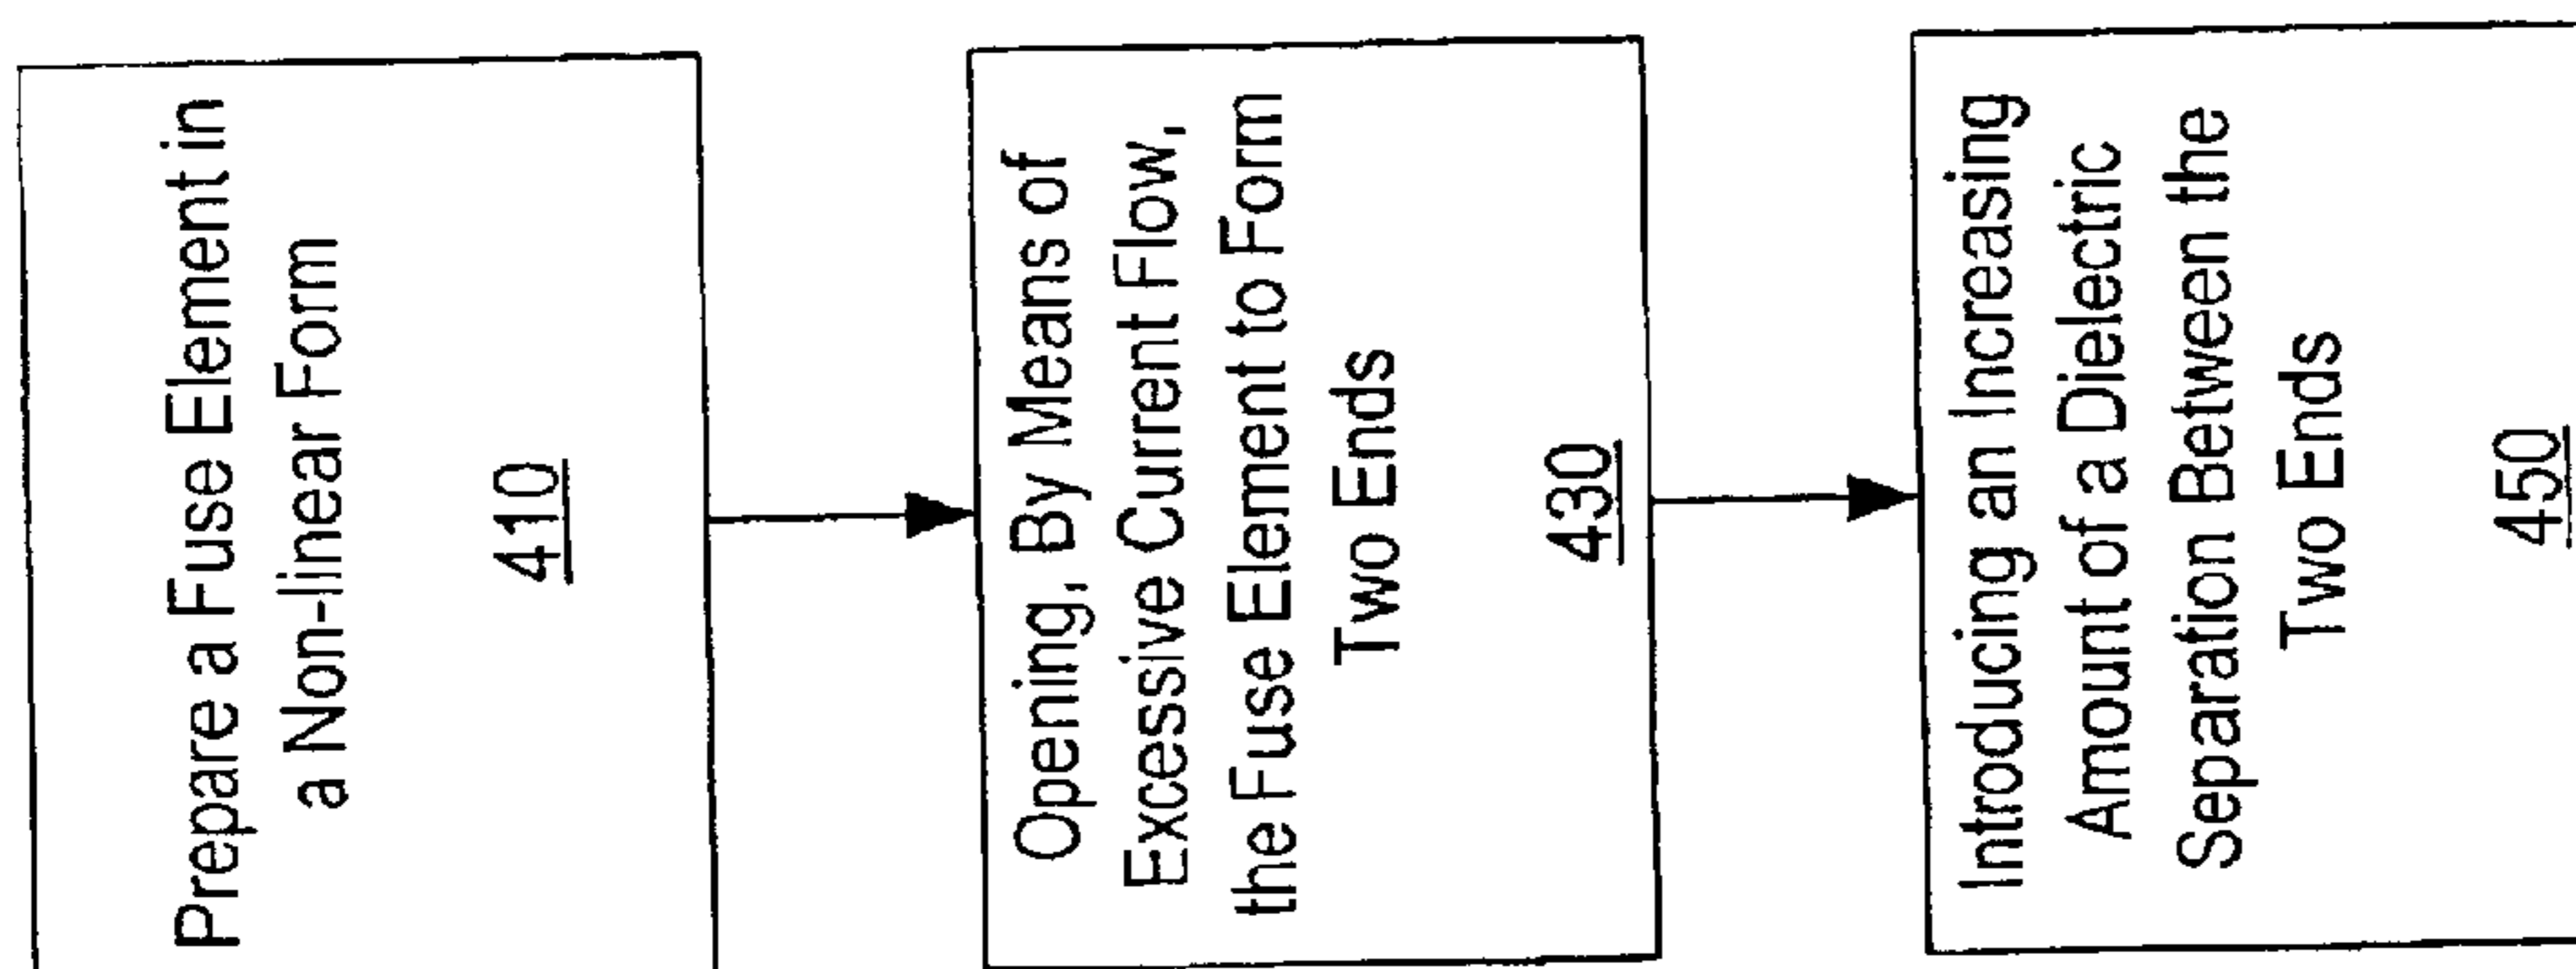 Prepare a Fuse Element in
a Non-linear Form
410
Opening, By Means of
Excessive Current Flow,
the Fuse Element to Form
Two Ends
430
Introducing an Increasing
Amount of a Dielectric
Separation Between the
Two Ends
450